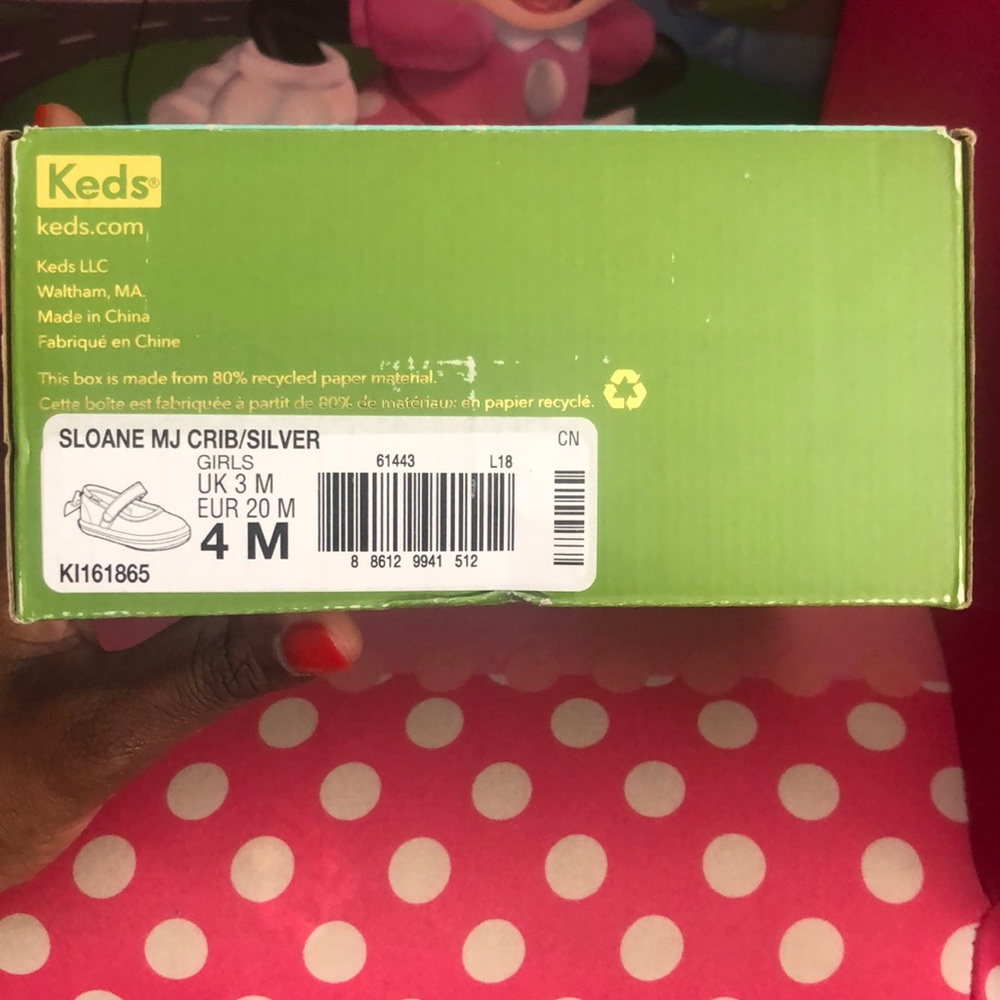 Keds®
keds.com
Keds LLC
Waltham, MA.
Made in China
Fabriqué en Chine
This box is made from 80% recycled paper material.
Cette boîte est fabriquée à partir de 80% de matériaux en papier recyclé.
SLOANE MJ CRIB/SILVER
CN
GIRLS
61443
L18
UK 3 M
EUR 20 M
4 M
8 8612 9941 512
KI161865